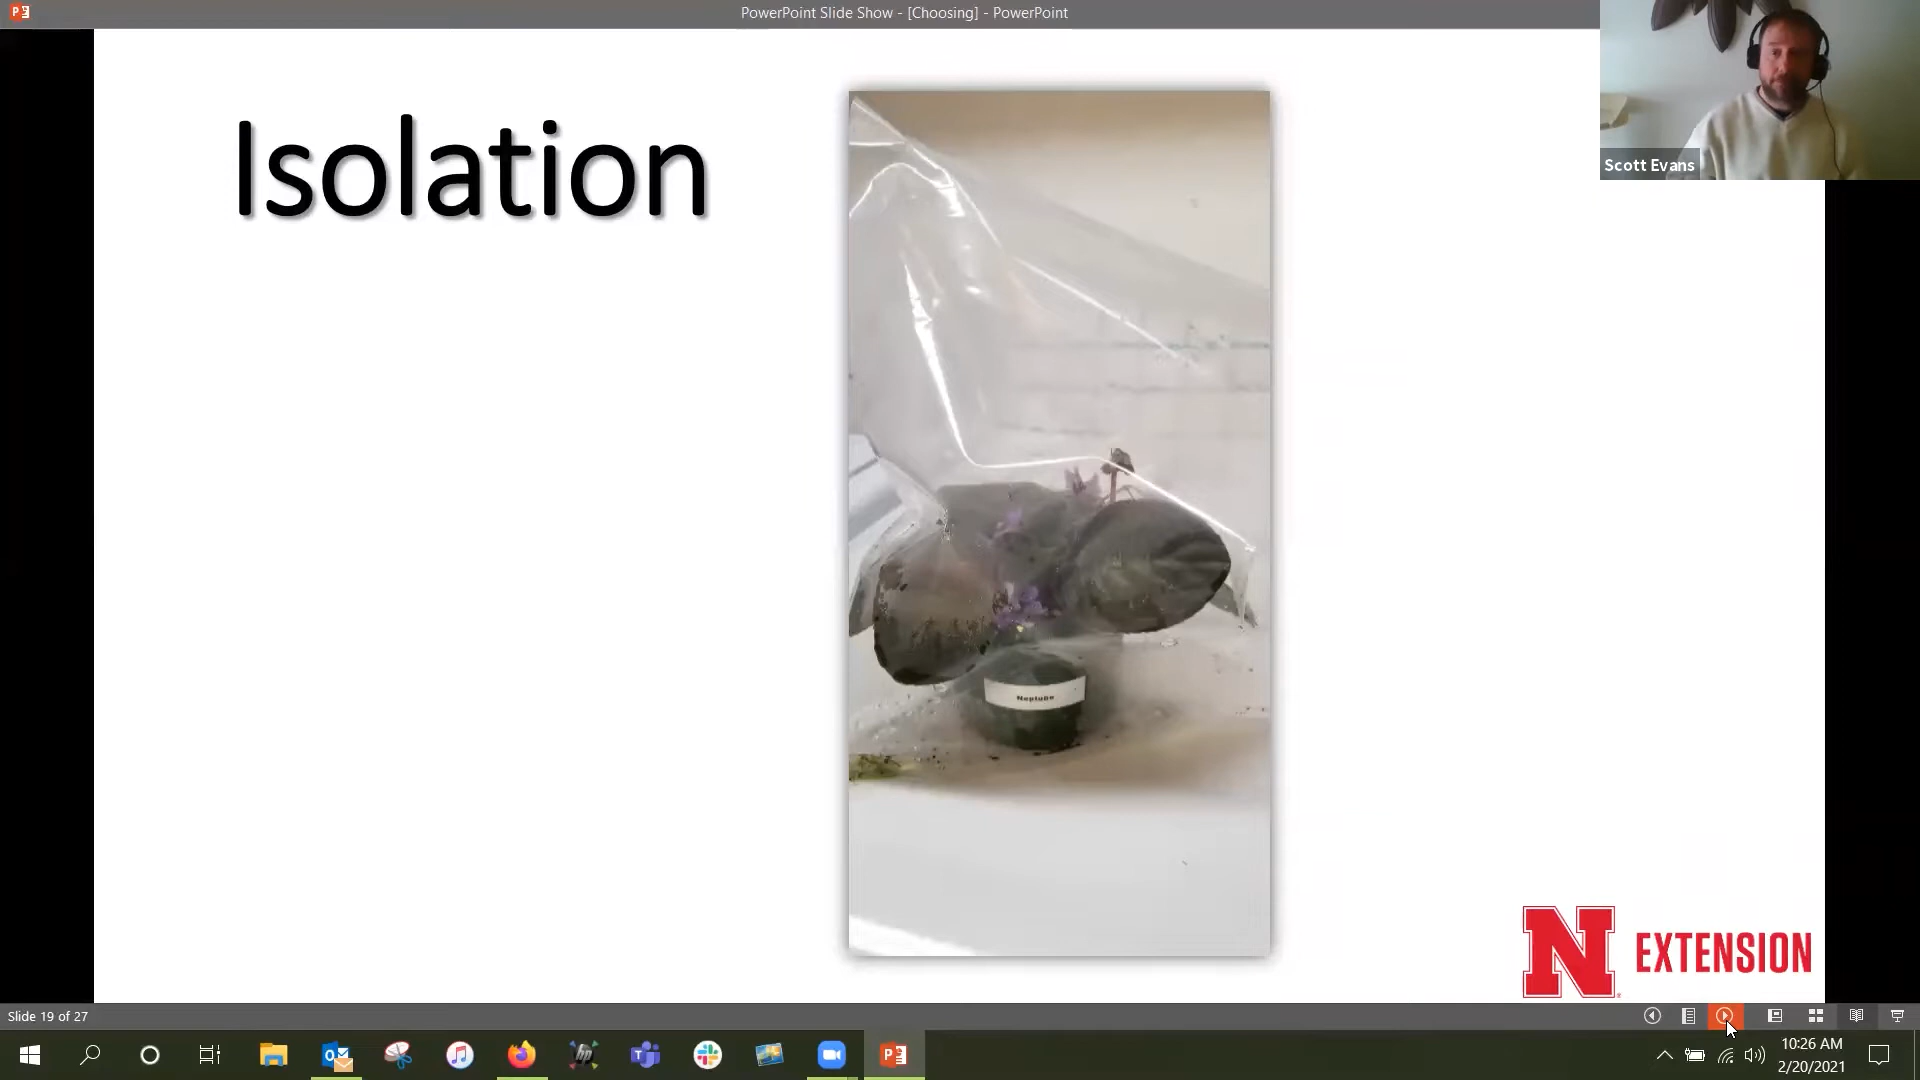 PowerPoint Slide Show - [Choosing] - PowerPoint
Scott Evans
Isolation
Neptune
N EXTENSION
Slide 19 of 27
10:26 AM
2/20/2021